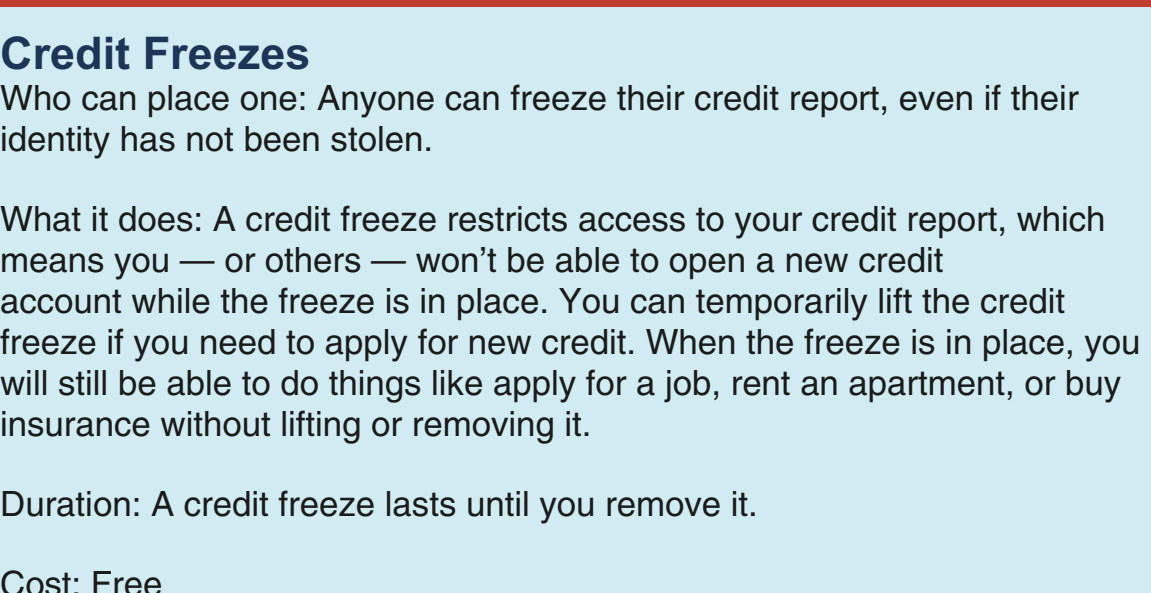 Credit Freezes
Who can place one: Anyone can freeze their credit report, even if their
identity has not been stolen.
What it does: A credit freeze restricts access to your credit report, which
means you — or others — won’t be able to open a new credit
account while the freeze is in place. You can temporarily lift the credit
freeze if you need to apply for new credit. When the freeze is in place, you
will still be able to do things like apply for a job, rent an apartment, or buy
insurance without lifting or removing it.
Duration: A credit freeze lasts until you remove it.
Cost: Free